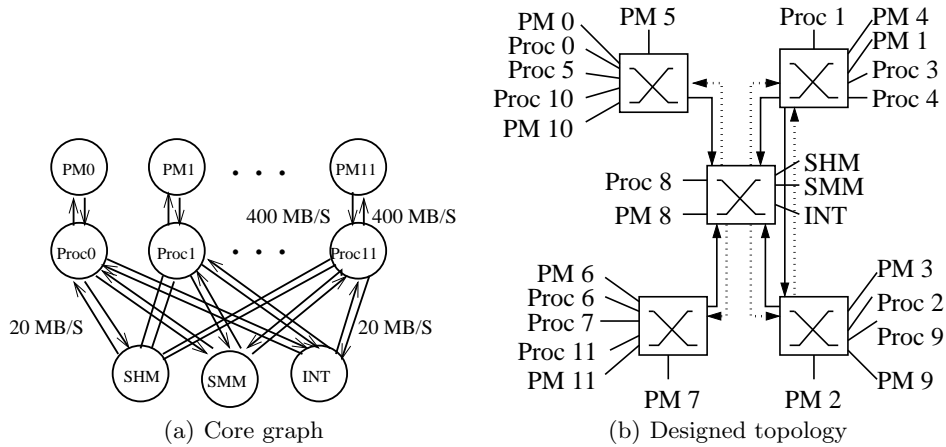 PM0
PM1
. . .
PM11
400 MB/S
400 MB/S
Proc0
Proc1
. . .
Proc11
20 MB/S
20 MB/S
SHM
SMM
INT
(a) Core graph
PM 0
PM 5
Proc 0
Proc 5
Proc 10
PM 10
Proc 1
PM 4
PM 1
Proc 3
Proc 4
Proc 8
PM 8
SHM
SMM
INT
PM 6
Proc 6
Proc 7
Proc 11
PM 11
PM 7
PM 3
Proc 2
Proc 9
PM 9
PM 2
(b) Designed topology